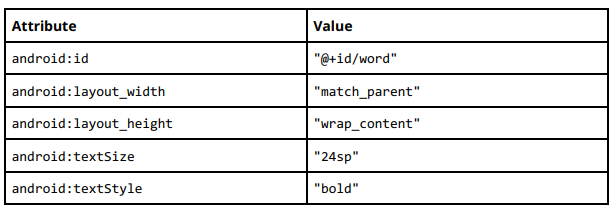 Attribute Value
android:id "@+id/word"
android:layout_width "match_parent"
android:layout_height "wrap_content"
android:textSize "24sp"
android:textStyle "bold"